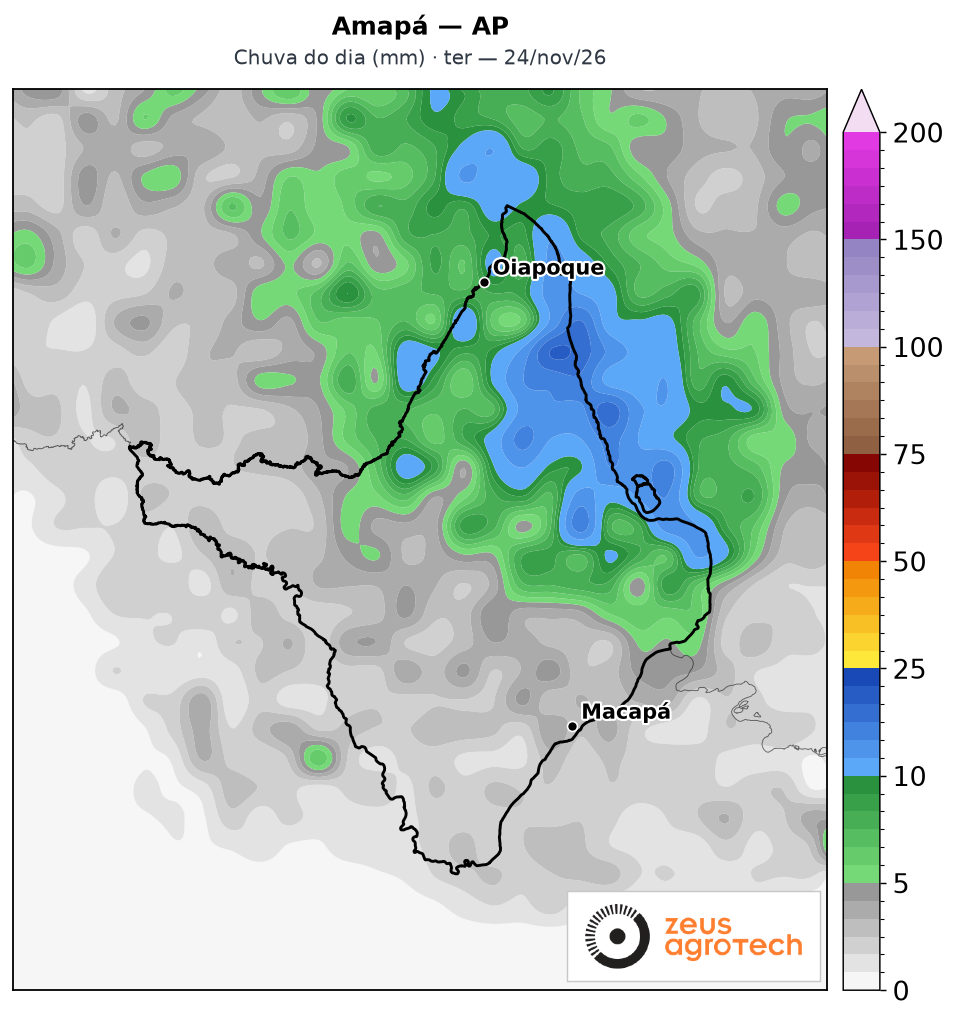 Amapá — AP
Chuva do dia (mm) · ter — 24/nov/26
200
150
100
75
50
25
10
5
0
Oiapoque
Macapá
zeus
agrotech